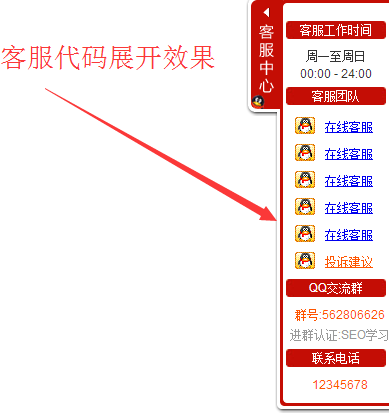 客服代码展开效果
客服中心
客服工作时间
周一至周日
00:00 - 24:00
客服团队
在线客服
在线客服
在线客服
在线客服
在线客服
投诉建议
QQ交流群
群号:562806626
进群认证:SEO学习
联系电话
12345678